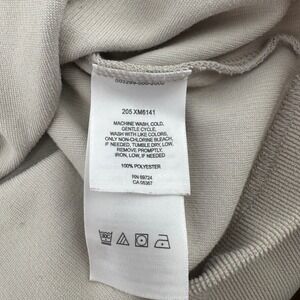 205 XM6141
MACHINE WASH, COLD,
GENTLE CYCLE,
WASH WITH LIKE COLORS,
ONLY NON-CHLORINE BLEACH,
IF NEEDED, TUMBLE DRY, LOW,
REMOVE PROMPTLY,
IRON, LOW, IF NEEDED
100% POLYESTER
RN 69724
CA 05367